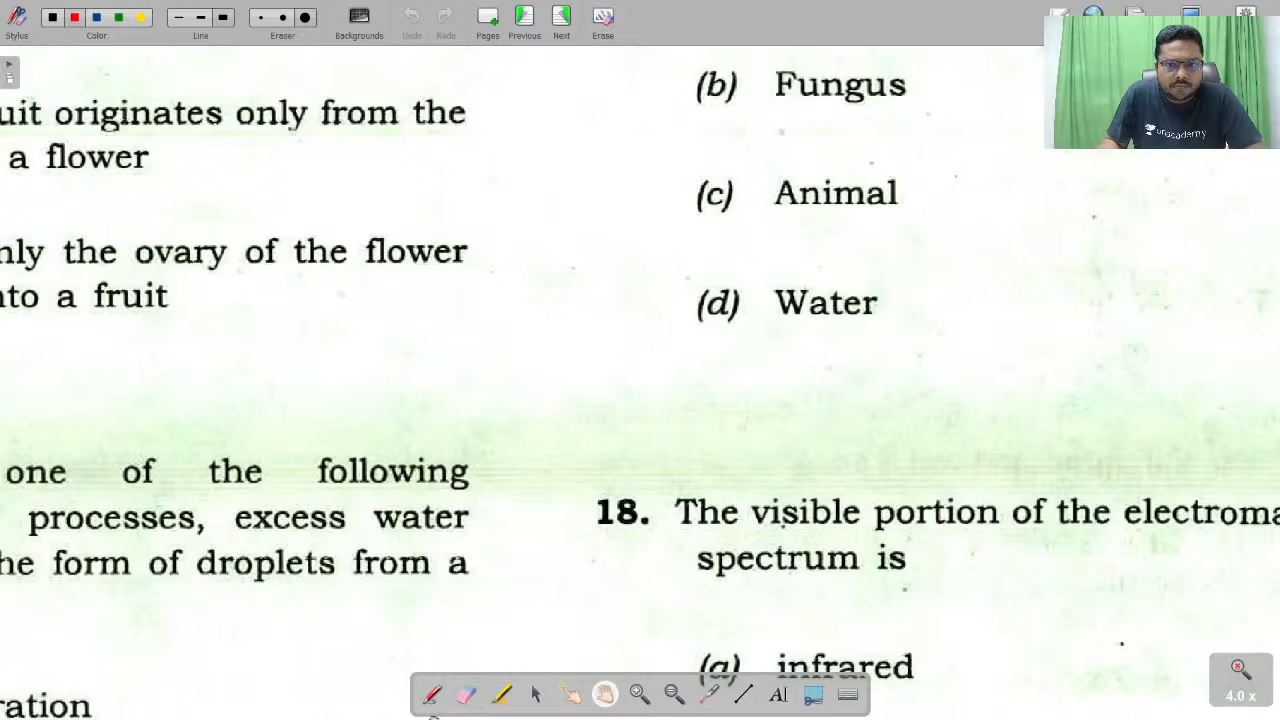 Stylus
Color
Line
Eraser
Backgrounds
Undo
Redo
Pages
Previous
Next
Erase
unacademy
uit originates only from the
a flower
nly the ovary of the flower
nto a fruit
one of the following
processes, excess water
he form of droplets from a
ration
(b) Fungus
(c) Animal
(d) Water
18. The visible portion of the electroma
spectrum is
(a) infrared
AI
4.0 x